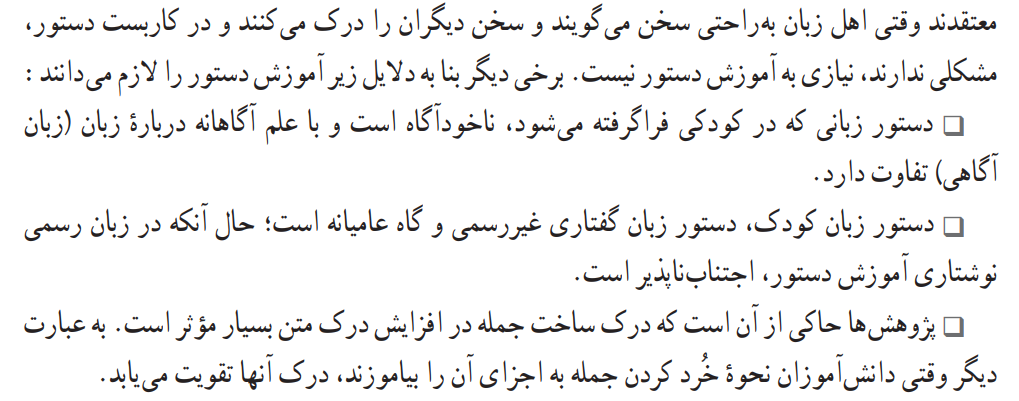 معتقدند وقتی اهل زبان به‌راحتی سخن می‌گویند و سخن دیگران را درک می‌کنند و در کاربست دستور،
مشکلی ندارند، نیازی به آموزش دستور نیست. برخی دیگر بنا به دلایل زیر آموزش دستور را لازم می‌دانند :
❑ دستور زبانی که در کودکی فراگرفته می‌شود، ناخودآگاه است و با علم آگاهانه دربارهٔ زبان (زبان
آگاهی) تفاوت دارد.
❑ دستور زبان کودک، دستور زبان گفتاری غیررسمی و گاه عامیانه است؛ حال آنکه در زبان رسمی
نوشتاری آموزش دستور، اجتناب‌ناپذیر است.
❑ پژوهش‌ها حاکی از آن است که درک ساخت جمله در افزایش درک متن بسیار مؤثر است. به عبارت
دیگر وقتی دانش‌آموزان نحوهٔ خُرد کردن جمله به اجزای آن را بیاموزند، درک آنها تقویت می‌یابد.